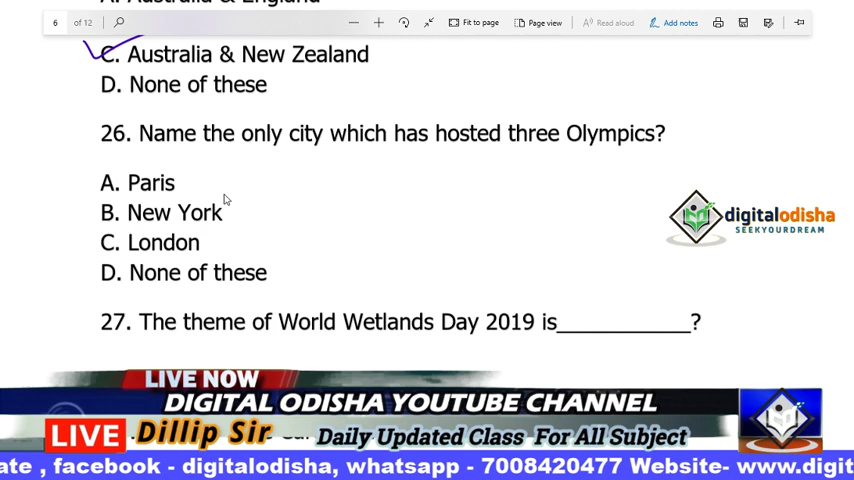 A. Australia & England
6 of 12 Fit to page Page view Read aloud Add notes
C. Australia & New Zealand
D. None of these
26. Name the only city which has hosted three Olympics?
A. Paris
B. New York
C. London
D. None of these
digitalodisha
SEEKYOURDREAM
27. The theme of World Wetlands Day 2019 is____________?
LIVE NOW
DIGITAL ODISHA YOUTUBE CHANNEL
LIVE Dillip Sir Daily Updated Class For All Subject
ate , facebook - digitalodisha, whatsapp - 7008420477 Website- www.digit